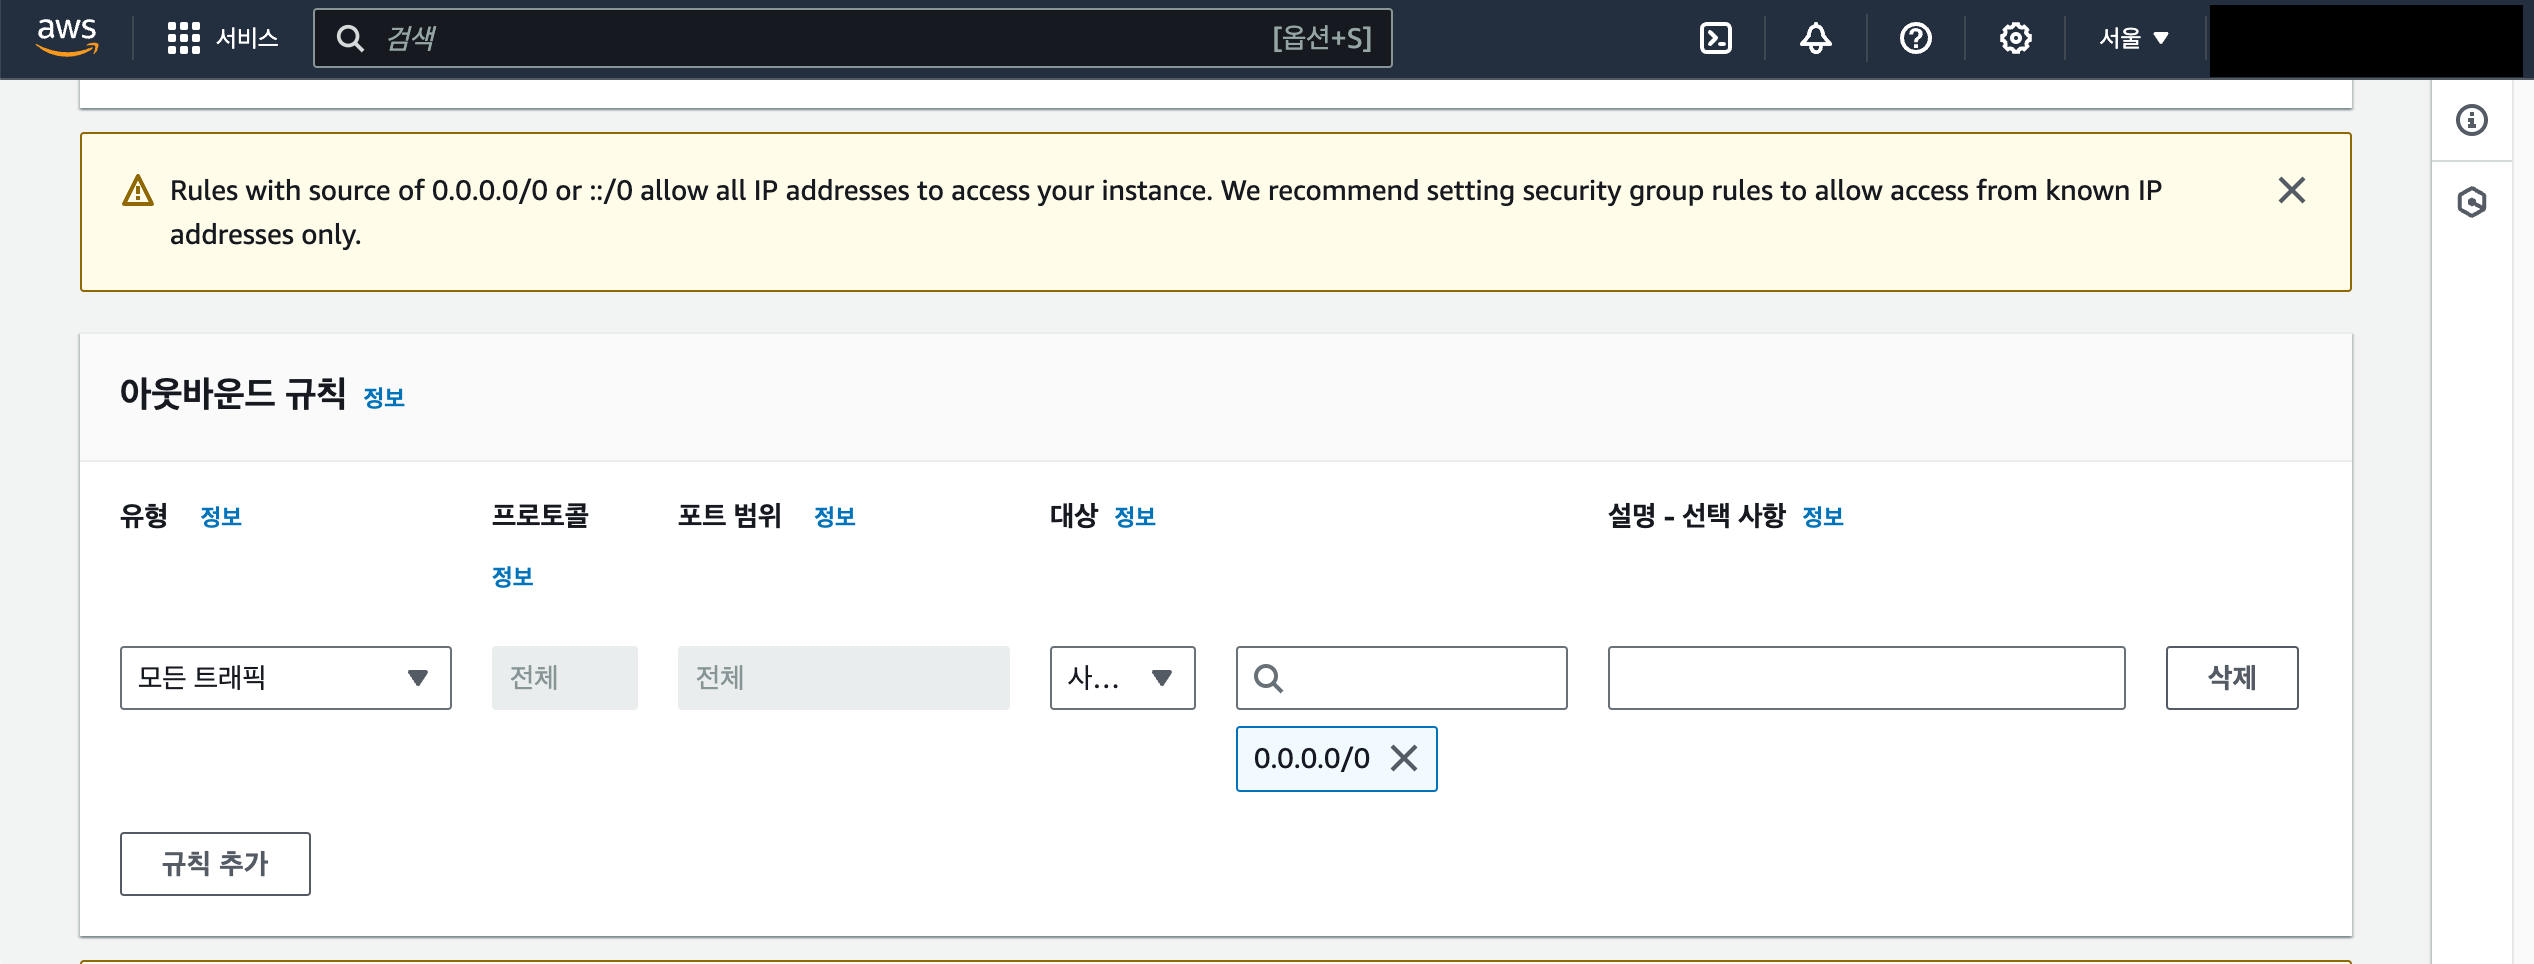 aws
서비스
검색
[옵션+S]
서울
Rules with source of 0.0.0.0/0 or ::/0 allow all IP addresses to access your instance. We recommend setting security group rules to allow access from known IP
addresses only.
아웃바운드 규칙 정보
유형 정보 프로토콜 정보 포트 범위 정보 대상 정보 설명 - 선택 사항 정보
모든 트래픽 전체 전체 사... 삭제
0.0.0.0/0
규칙 추가